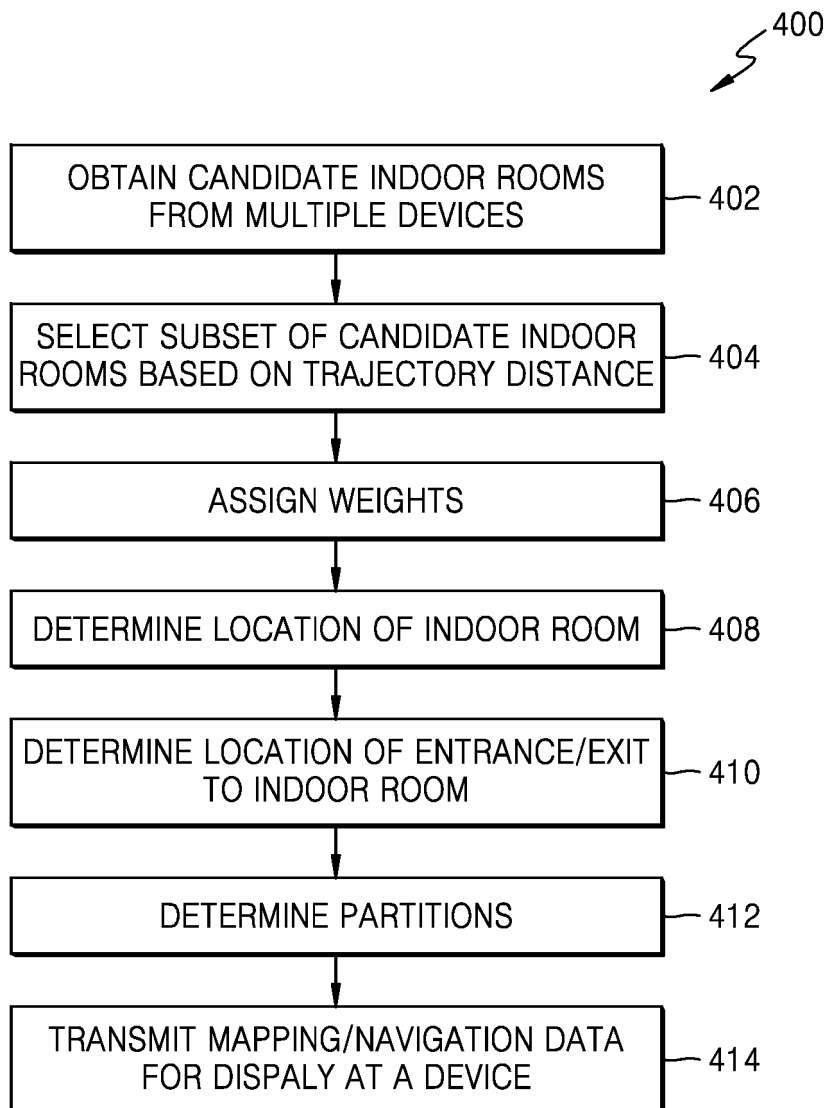 400
OBTAIN CANDIDATE INDOOR ROOMS
FROM MULTIPLE DEVICES
402
SELECT SUBSET OF CANDIDATE INDOOR
ROOMS BASED ON TRAJECTORY DISTANCE
404
ASSIGN WEIGHTS
406
DETERMINE LOCATION OF INDOOR ROOM
408
DETERMINE LOCATION OF ENTRANCE/EXIT
TO INDOOR ROOM
410
DETERMINE PARTITIONS
412
TRANSMIT MAPPING/NAVIGATION DATA
FOR DISPALY AT A DEVICE
414